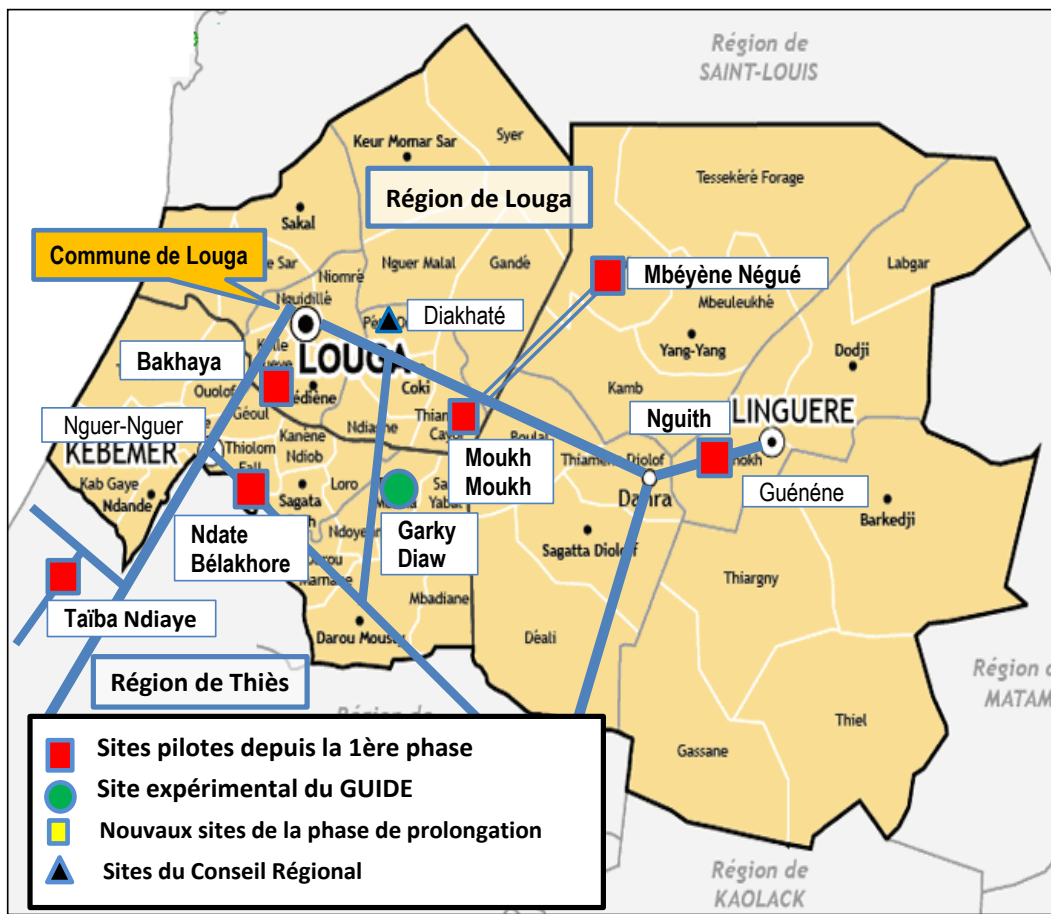 Région de
SAINT-LOUIS
Syer
Keur Momar Sar
Tessekéré Forage
Région de Louga
Sakal
Commune de Louga
Sar
Niomré
Nguer Malal
Gandé
Labgar
Mbéyène Négué
Nguidillé
Mbeuleukhé
Diakhaté
LOUGA
Yang-Yang
Dodji
Bakhaya
Coki
Kamb
Ouolof
Géoul
Nguith
LINGUERE
Nguer-Nguer
Kanène
Ndiob
Boulal
KEBEMER
Thiolom
Fall
Moukh
Moukh
Thiamène
Djolof
Guénéne
Kab Gaye
Ndande
Sagata
Loro
Dahra
Barkedji
Ndate
Bélakhore
Garky
Diaw
Sagatta Djolof
Thiargny
Taïba Ndiaye
Mbadiane
Darou Mousty
Déali
Région de Thiès
Région de
MATAM
Thiel
Gassane
Sites pilotes depuis la 1ère phase
Site expérimental du GUIDE
Nouvaux sites de la phase de prolongation
Sites du Conseil Régional
Région de
KAOLACK